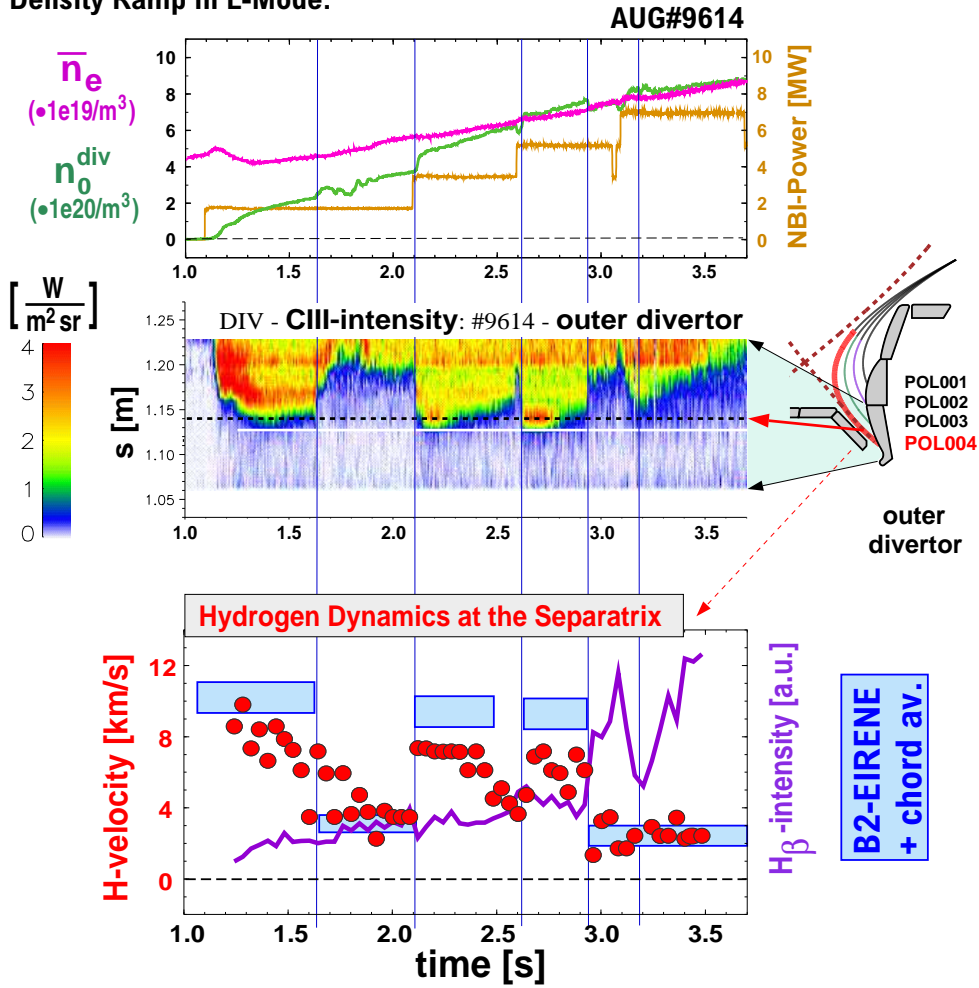 Density Ramp in L-Mode:
AUG#9614
n̅e
(•1e19/m³)
n0div
(•1e20/m³)
10
8
6
4
2
0
10
8
6
4
2
0
NBI-Power [MW]
1.0 1.5 2.0 2.5 3.0 3.5
[W/m² sr]
4
3
2
1
0
DIV - CIII-intensity: #9614 - outer divertor
s [m]
1.25
1.20
1.15
1.10
1.05
1.0 1.5 2.0 2.5 3.0 3.5
POL001
POL002
POL003
POL004
outer
divertor
Hydrogen Dynamics at the Separatrix
H-velocity [km/s]
12
8
4
0
Hβ-intensity [a.u.]
B2-EIRENE
+ chord av.
1.0 1.5 2.0 2.5 3.0 3.5
time [s]